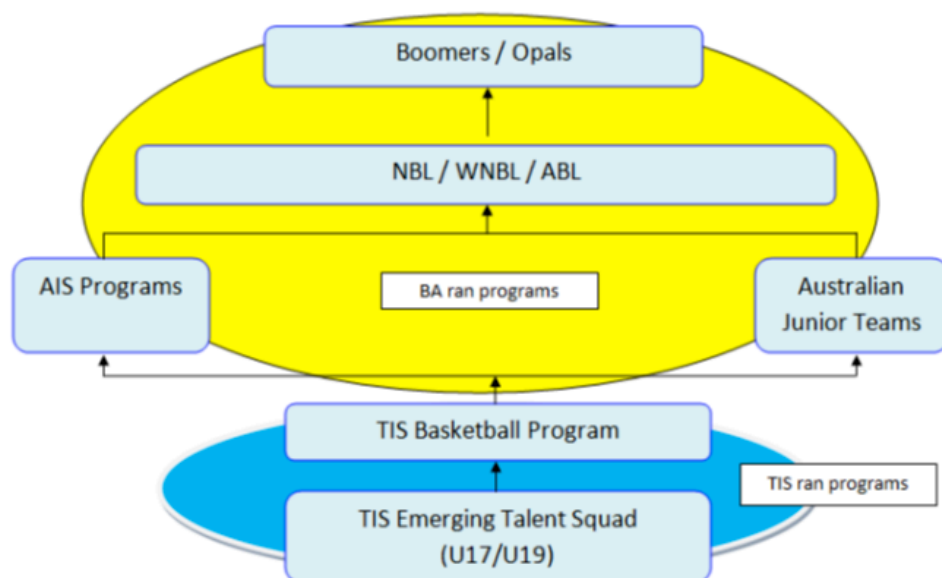 Boomers / Opals
NBL / WNBL / ABL
AIS Programs
BA ran programs
Australian
Junior Teams
TIS Basketball Program
TIS ran programs
TIS Emerging Talent Squad
(U17/U19)